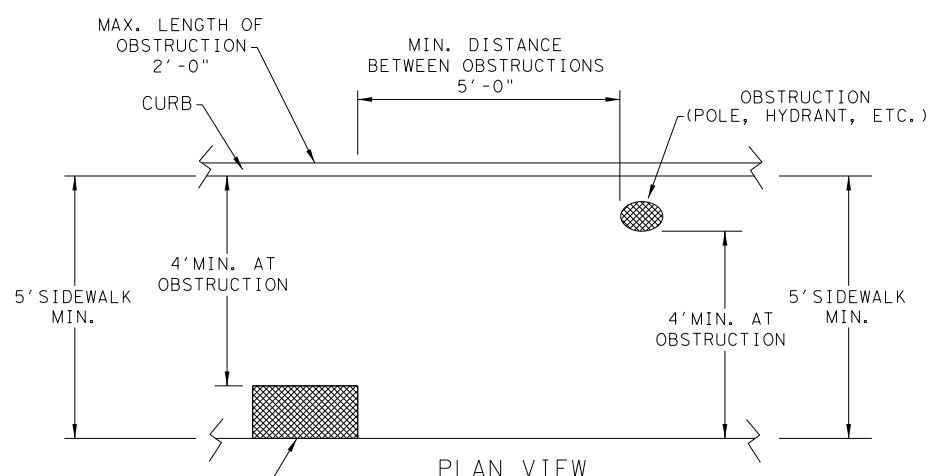 MAX. LENGTH OF
OBSTRUCTION
2'-0"
MIN. DISTANCE
BETWEEN OBSTRUCTIONS
5'-0"
CURB
OBSTRUCTION
(POLE, HYDRANT, ETC.)
4'MIN. AT
OBSTRUCTION
5'SIDEWALK
MIN.
4'MIN. AT
OBSTRUCTION
5'SIDEWALK
MIN.
PLAN VIEW